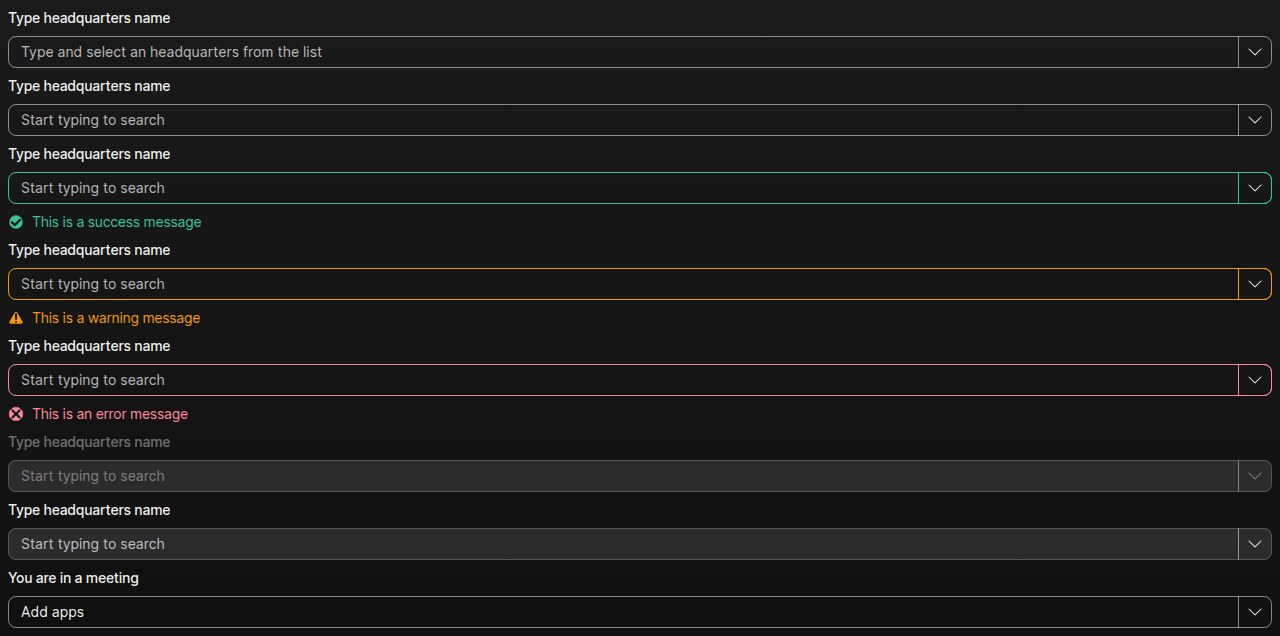 Type headquarters name
Type and select an headquarters from the list
Type headquarters name
Start typing to search
Type headquarters name
Start typing to search
This is a success message
Type headquarters name
Start typing to search
This is a warning message
Type headquarters name
Start typing to search
This is an error message
Type headquarters name
Start typing to search
Type headquarters name
Start typing to search
You are in a meeting
Add apps